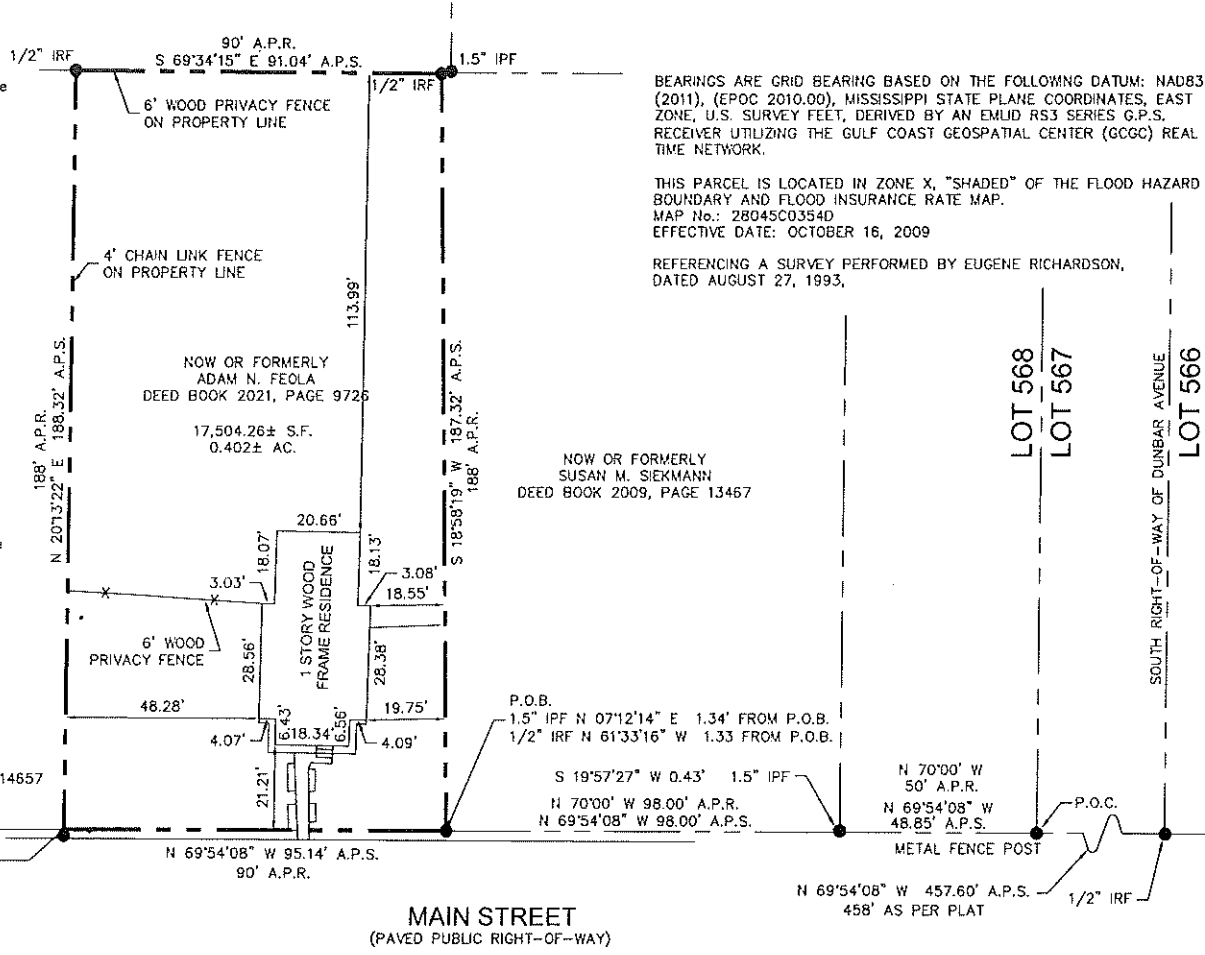 90' A.P.R.
S 69°34'15" E 91.04' A.P.S.
1/2" IRF
1.5" IPF
1/2" IRF
6' WOOD PRIVACY FENCE
ON PROPERTY LINE
4' CHAIN LINK FENCE
ON PROPERTY LINE
BEARINGS ARE GRID BEARING BASED ON THE FOLLOWING DATUM: NAD83
(2011), (EPOC 2010.00), MISSISSIPPI STATE PLANE COORDINATES, EAST
ZONE, U.S. SURVEY FEET, DERIVED BY AN EMLID RS3 SERIES G.P.S.
RECEIVER UTILIZING THE GULF COAST GEOSPATIAL CENTER (GCGC) REAL
TIME NETWORK.
THIS PARCEL IS LOCATED IN ZONE X, "SHADED" OF THE FLOOD HAZARD
BOUNDARY AND FLOOD INSURANCE RATE MAP.
MAP No.: 28045C0354D
EFFECTIVE DATE: OCTOBER 16, 2009
REFERENCING A SURVEY PERFORMED BY EUGENE RICHARDSON,
DATED AUGUST 27, 1993,
113.99'
188' A.P.R.
N 20°13'22" E 188.32' A.P.S.
NOW OR FORMERLY
ADAM N. FEOLA
DEED BOOK 2021, PAGE 9726
17,504.26± S.F.
0.402± AC.
S 18°58'19" W 187.32' A.P.S.
188' A.P.R.
NOW OR FORMERLY
SUSAN M. SIEKMANN
DEED BOOK 2009, PAGE 13467
LOT 568
LOT 567
SOUTH RIGHT-OF-WAY OF DUNBAR AVENUE
LOT 566
20.66'
18.07'
18.13'
3.03'
3.08'
18.55'
1 STORY WOOD
FRAME RESIDENCE
6' WOOD
PRIVACY FENCE
28.56'
28.38'
48.28'
19.75'
4.07'
6.43'
18.34'
6.56'
4.09'
21.21'
P.O.B.
1.5" IPF N 07°12'14" E 1.34' FROM P.O.B.
1/2" IRF N 61°33'16" W 1.33 FROM P.O.B.
14657
S 19°57'27" W 0.43' 1.5" IPF
N 70°00' W 98.00' A.P.R.
N 69°54'08" W 98.00' A.P.S.
N 70°00' W
50' A.P.R.
N 69°54'08" W
48.85' A.P.S.
P.O.C.
METAL FENCE POST
N 69°54'08" W 95.14' A.P.S.
90' A.P.R.
N 69°54'08" W 457.60' A.P.S.
458' AS PER PLAT
1/2" IRF
MAIN STREET
(PAVED PUBLIC RIGHT-OF-WAY)